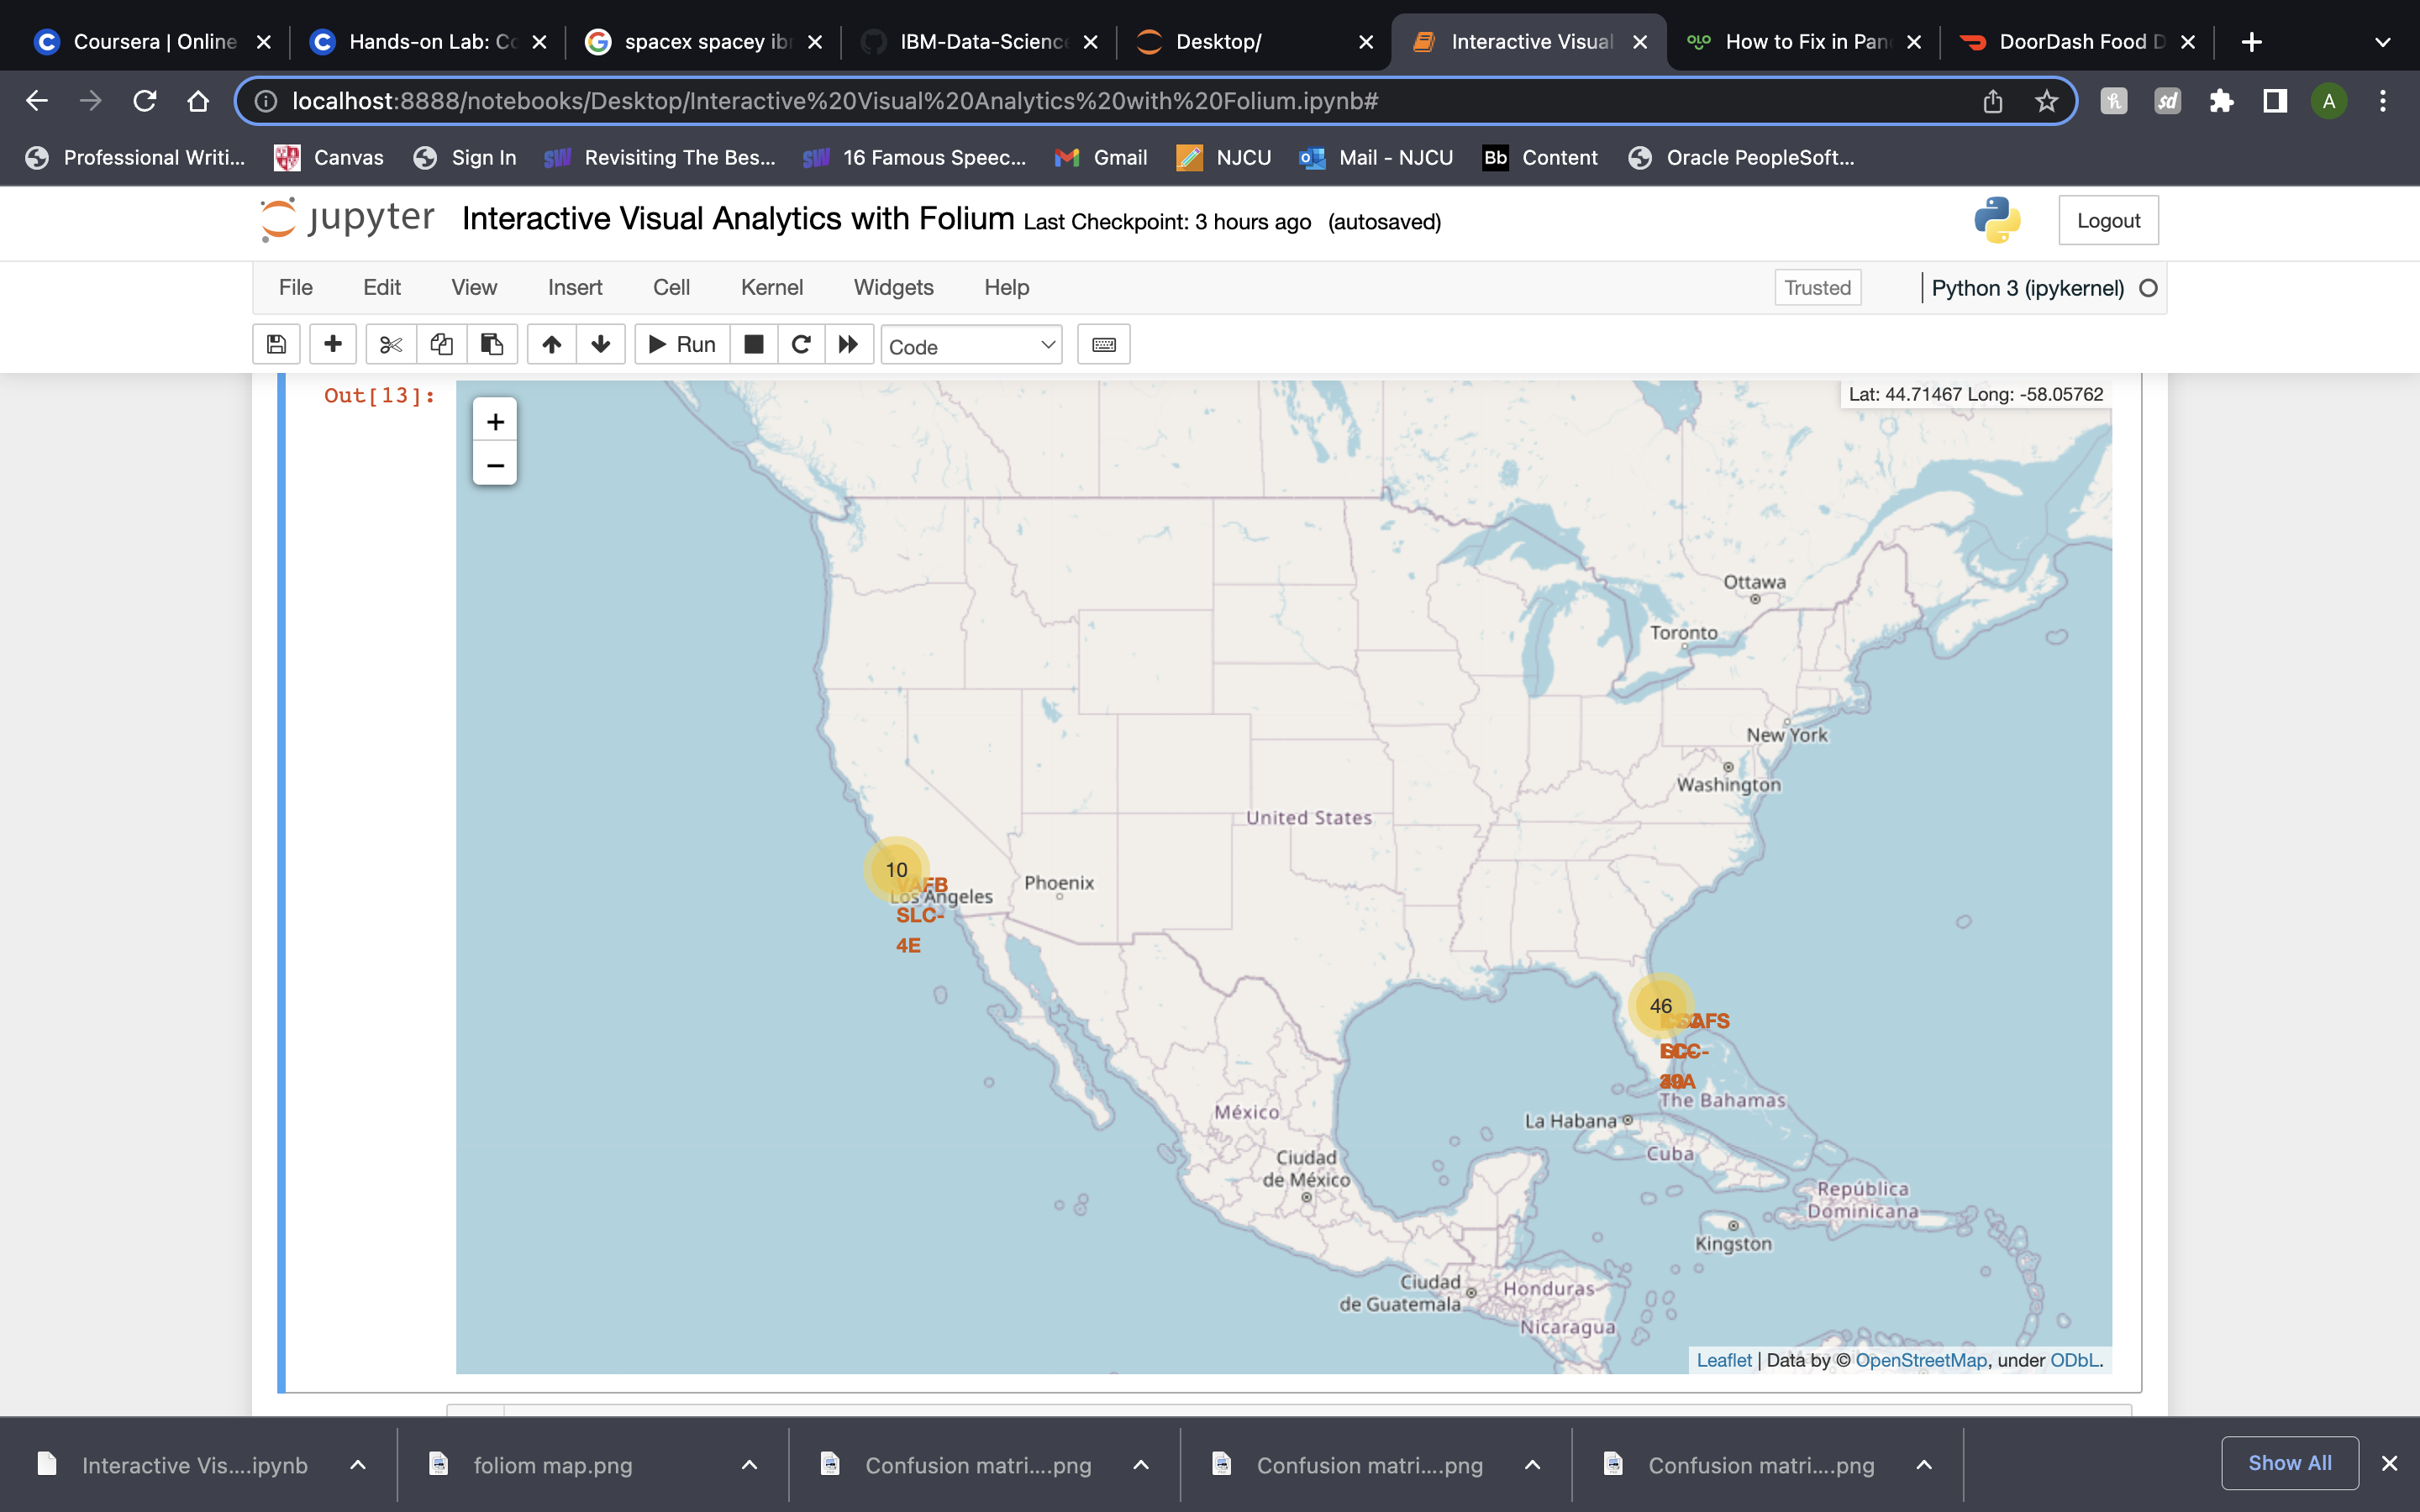 Coursera | Online
Hands-on Lab: Co
spacex spacey ib
IBM-Data-Science
Desktop/
Interactive Visual
How to Fix in Pan
DoorDash Food D
localhost:8888/notebooks/Desktop/Interactive%20Visual%20Analytics%20with%20Folium.ipynb#
A
Professional Writi...
Canvas
Sign In
SW Revisiting The Bes...
SW 16 Famous Speec...
Gmail
NJCU
Mail - NJCU
Bb Content
Oracle PeopleSoft...
jupyter Interactive Visual Analytics with Folium Last Checkpoint: 3 hours ago (autosaved)
Logout
File Edit View Insert Cell Kernel Widgets Help
Trusted
Python 3 (ipykernel)
Run
Code
Out[13]:
+
−
Lat: 44.71467 Long: -58.05762
Ottawa
Toronto
New York
Washington
United States
10
VAFB
SLC-
4E
Los Angeles
Phoenix
46
The Bahamas
México
La Habana
Cuba
Ciudad
de México
República
Dominicana
Kingston
Ciudad
de Guatemala
Honduras
Nicaragua
Leaflet | Data by © OpenStreetMap, under ODbL.
Interactive Vis....ipynb
foliom map.png
Confusion matri....png
Confusion matri....png
Confusion matri....png
Show All